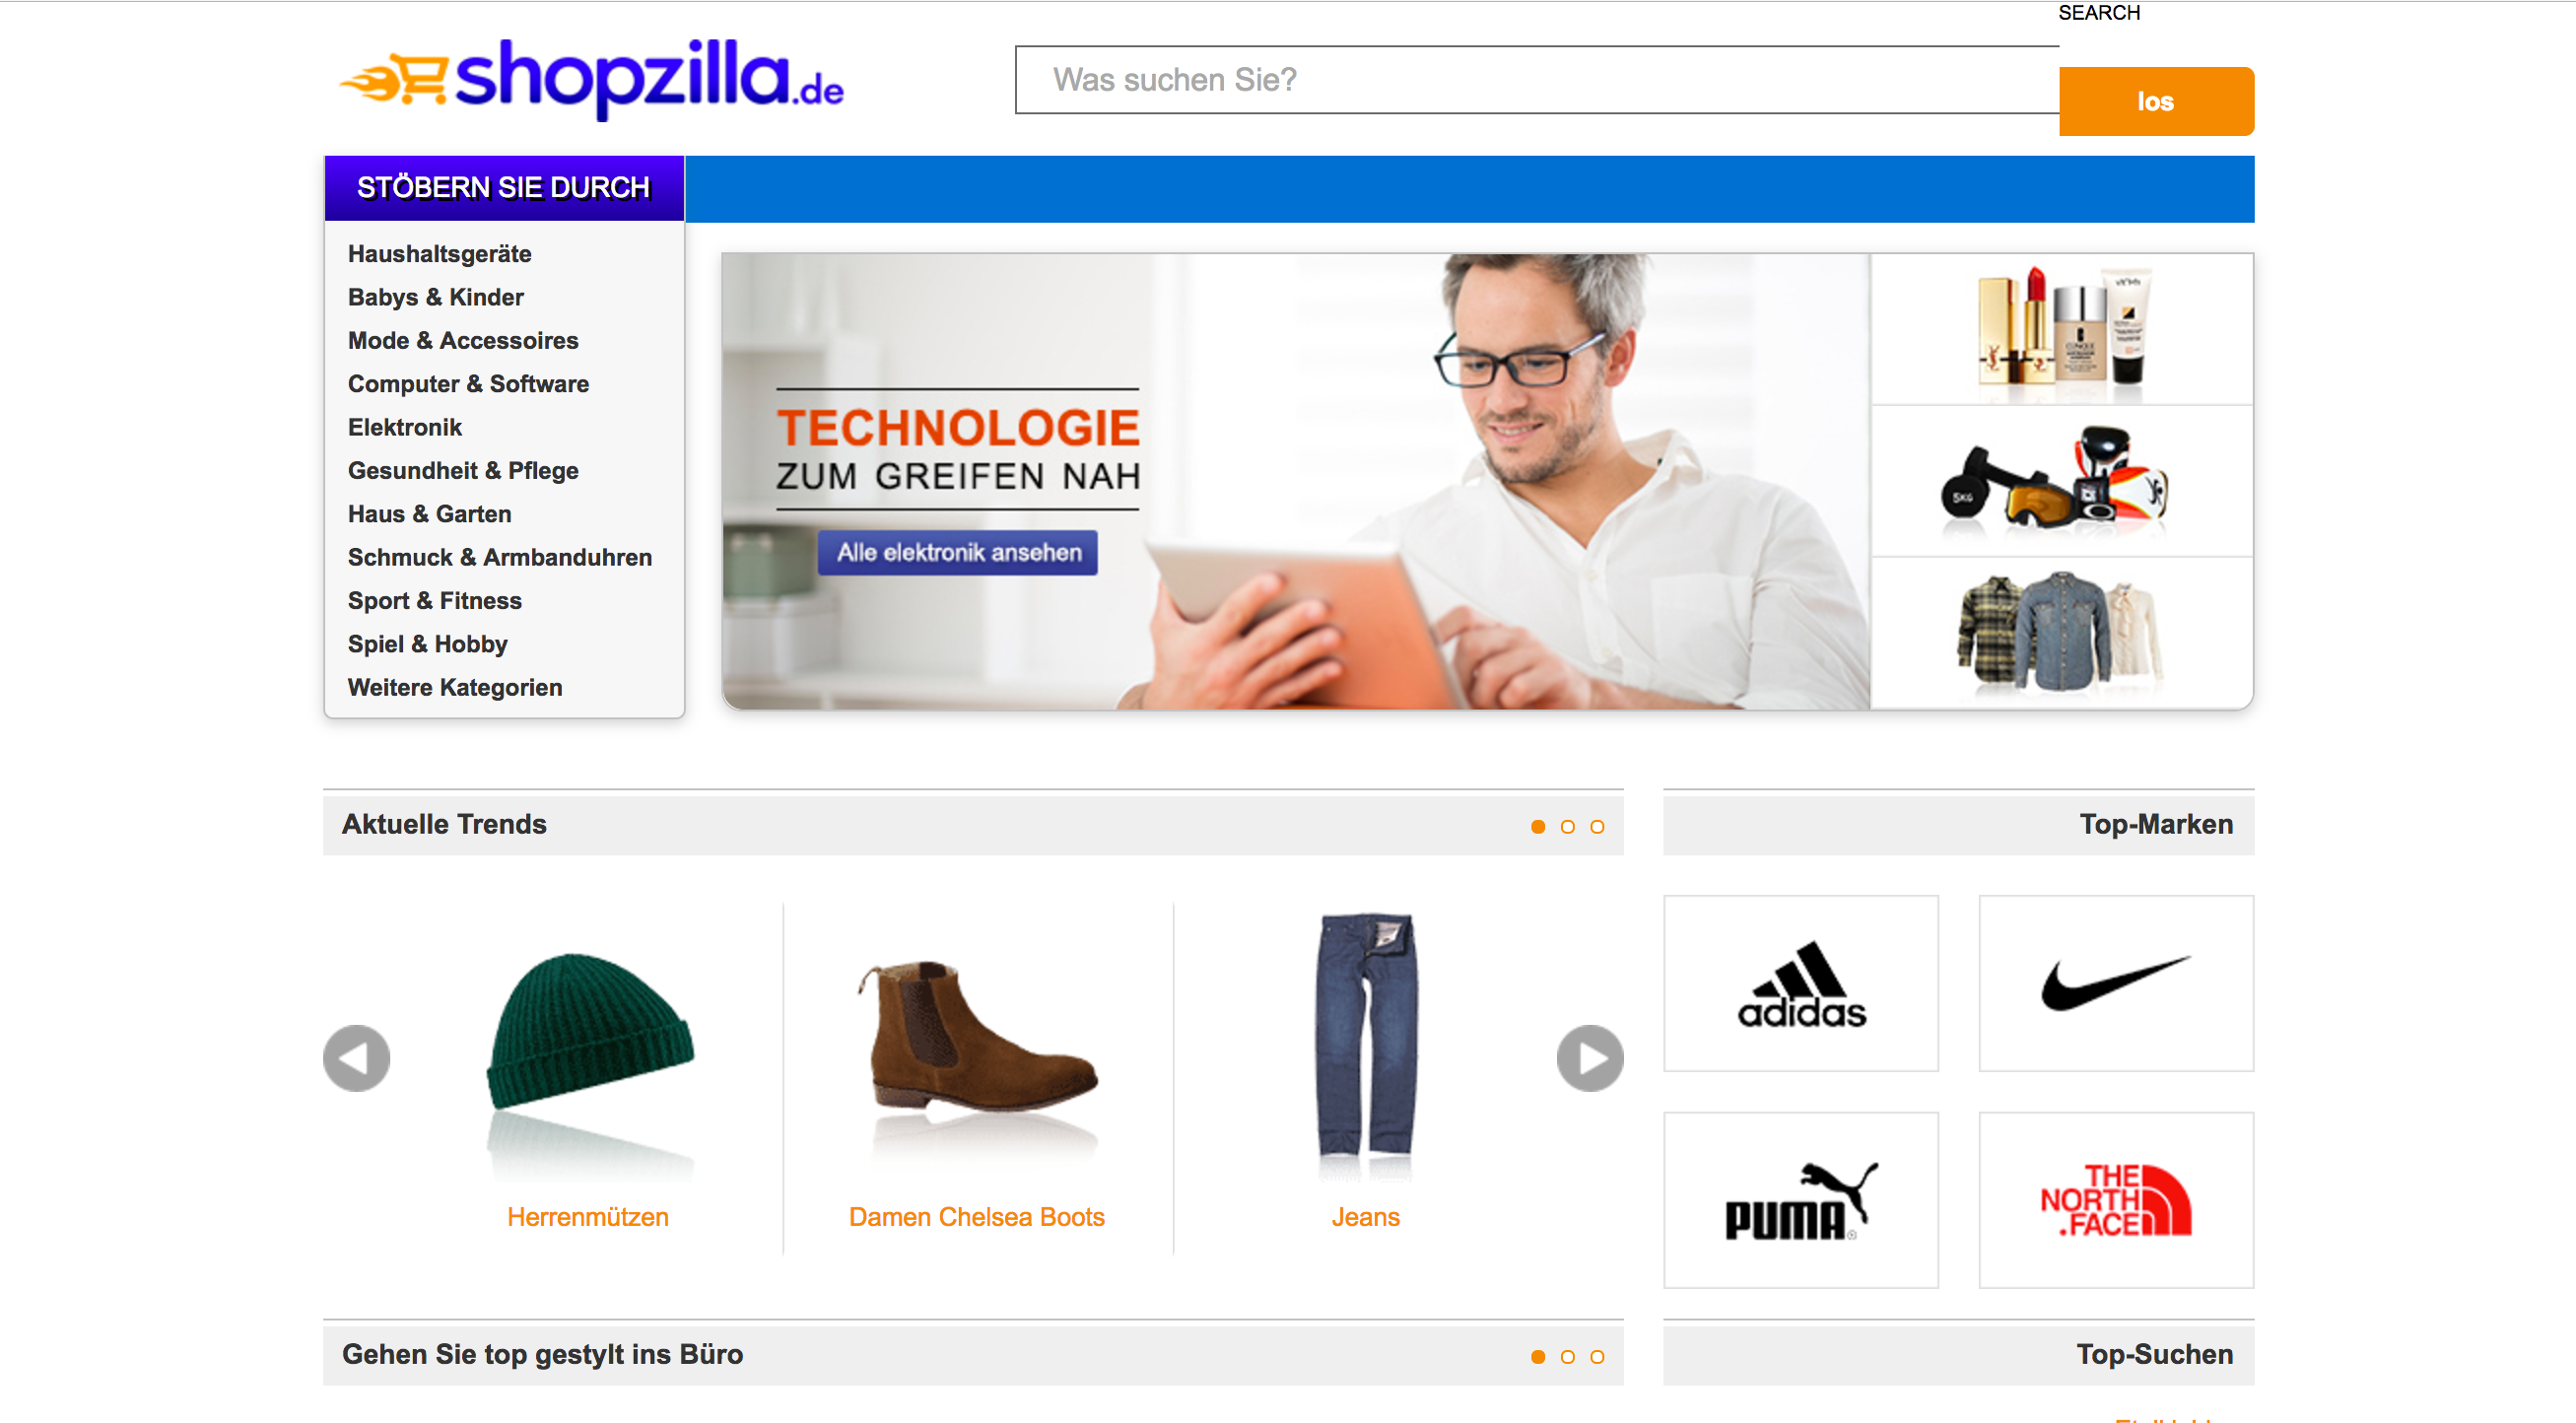 SEARCH
shopzilla.de
Was suchen Sie?
los
STÖBERN SIE DURCH
Haushaltsgeräte
Babys & Kinder
Mode & Accessoires
Computer & Software
Elektronik
Gesundheit & Pflege
Haus & Garten
Schmuck & Armbanduhren
Sport & Fitness
Spiel & Hobby
Weitere Kategorien
TECHNOLOGIE
ZUM GREIFEN NAH
Alle elektronik ansehen
VICHY
CLINIQUE
5KG
Aktuelle Trends
Top-Marken
Herrenmützen
Damen Chelsea Boots
Jeans
adidas
PUMA®
THE
NORTH
FACE
Gehen Sie top gestylt ins Büro
Top-Suchen